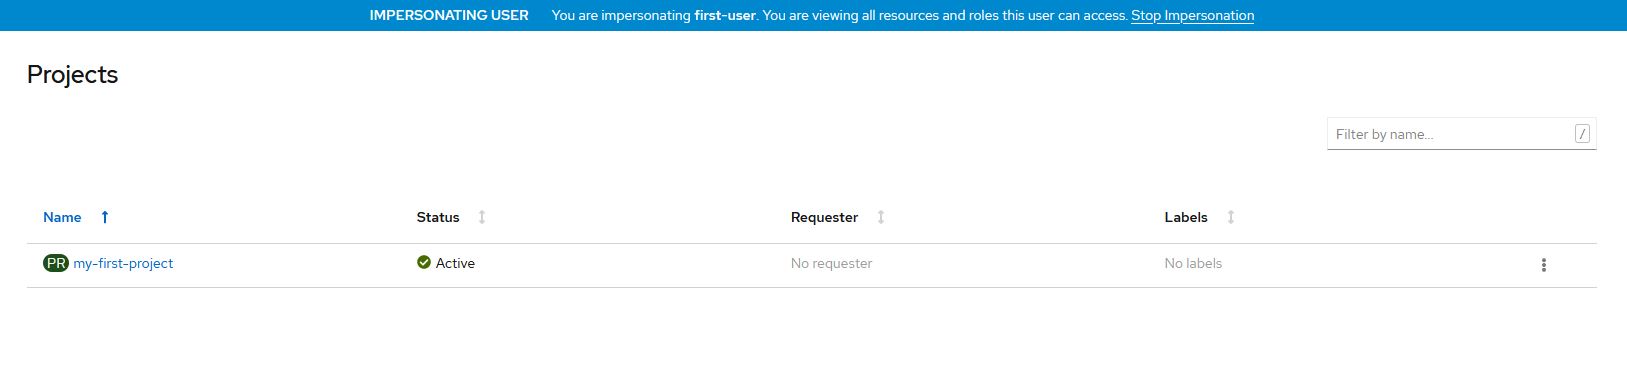 IMPERSONATING USER You are impersonating first-user. You are viewing all resources and roles this user can access. Stop Impersonation
Projects
Filter by name... /
Name Status Requester Labels
PR my-first-project Active No requester No labels